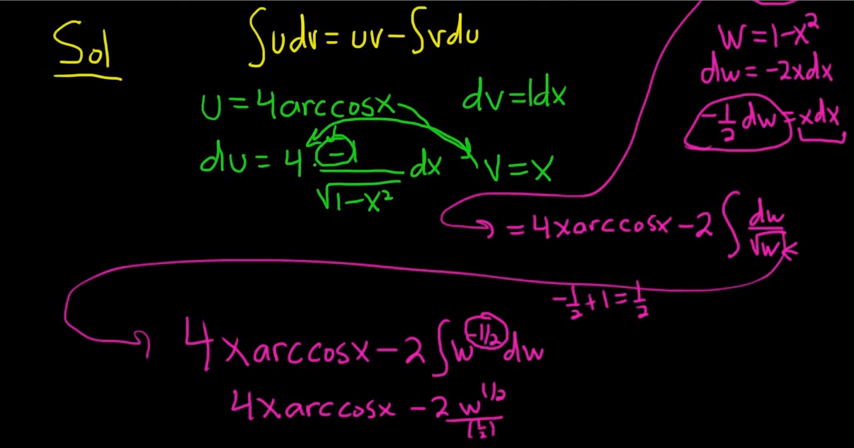 Sol
∫udv = uv - ∫vdu
u = 4arccosx dv = 1dx
du = 4 · -1/√(1-x²) dx v = x
w = 1-x²
dw = -2xdx
-1/2 dw = xdx
= 4xarccosx - 2 ∫ dw/√w
-1/2 + 1 = 1/2
4xarccosx - 2 ∫w^(-1/2) dw
4xarccosx - 2 w^(1/2)/(1/2)